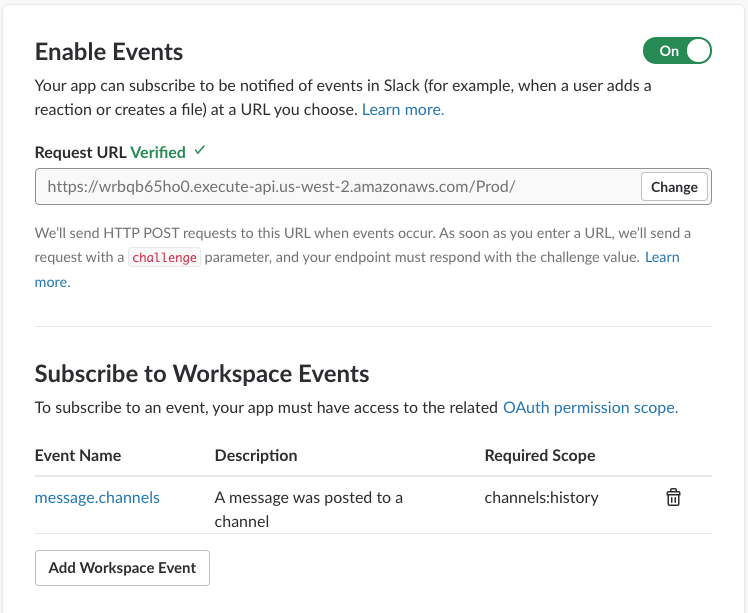 Enable Events
On
Your app can subscribe to be notified of events in Slack (for example, when a user adds a
reaction or creates a file) at a URL you choose. Learn more.
Request URL Verified ✓
https://wrbqb65ho0.execute-api.us-west-2.amazonaws.com/Prod/
Change
We’ll send HTTP POST requests to this URL when events occur. As soon as you enter a URL, we’ll send a
request with a challenge parameter, and your endpoint must respond with the challenge value. Learn
more.
Subscribe to Workspace Events
To subscribe to an event, your app must have access to the related OAuth permission scope.
Event Name Description Required Scope
message.channels A message was posted to a channels:history
channel
Add Workspace Event